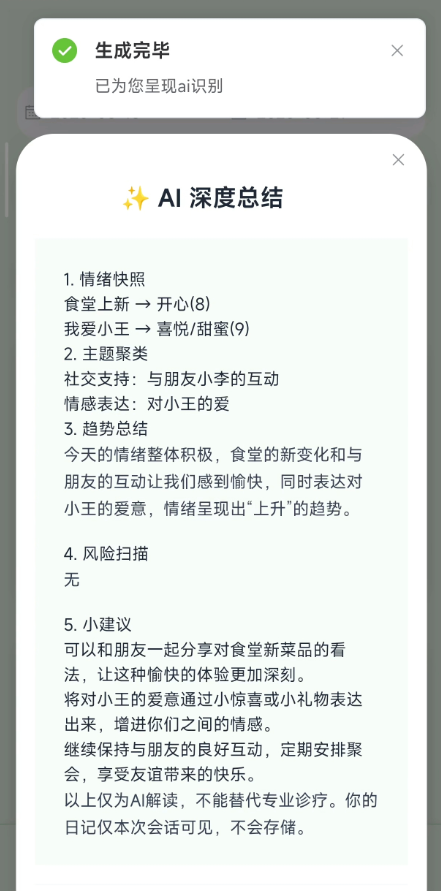 生成完毕
已为您呈现ai识别
✨ AI 深度总结
1. 情绪快照
食堂上新 → 开心(8)
我爱小王 → 喜悦/甜蜜(9)
2. 主题聚类
社交支持：与朋友小李的互动
情感表达：对小王的爱
3. 趋势总结
今天的情绪整体积极，食堂的新变化和与
朋友的互动让我们感到愉快，同时表达对
小王的爱意，情绪呈现出“上升”的趋势。
4. 风险扫描
无
5. 小建议
可以和朋友一起分享对食堂新菜品的看
法，让这种愉快的体验更加深刻。
将对小王的爱意通过小惊喜或小礼物表达
出来，增进你们之间的情感。
继续保持与朋友的良好互动，定期安排聚
会，享受友谊带来的快乐。
以上仅为AI解读，不能替代专业诊疗。你的
日记仅本次会话可见，不会存储。